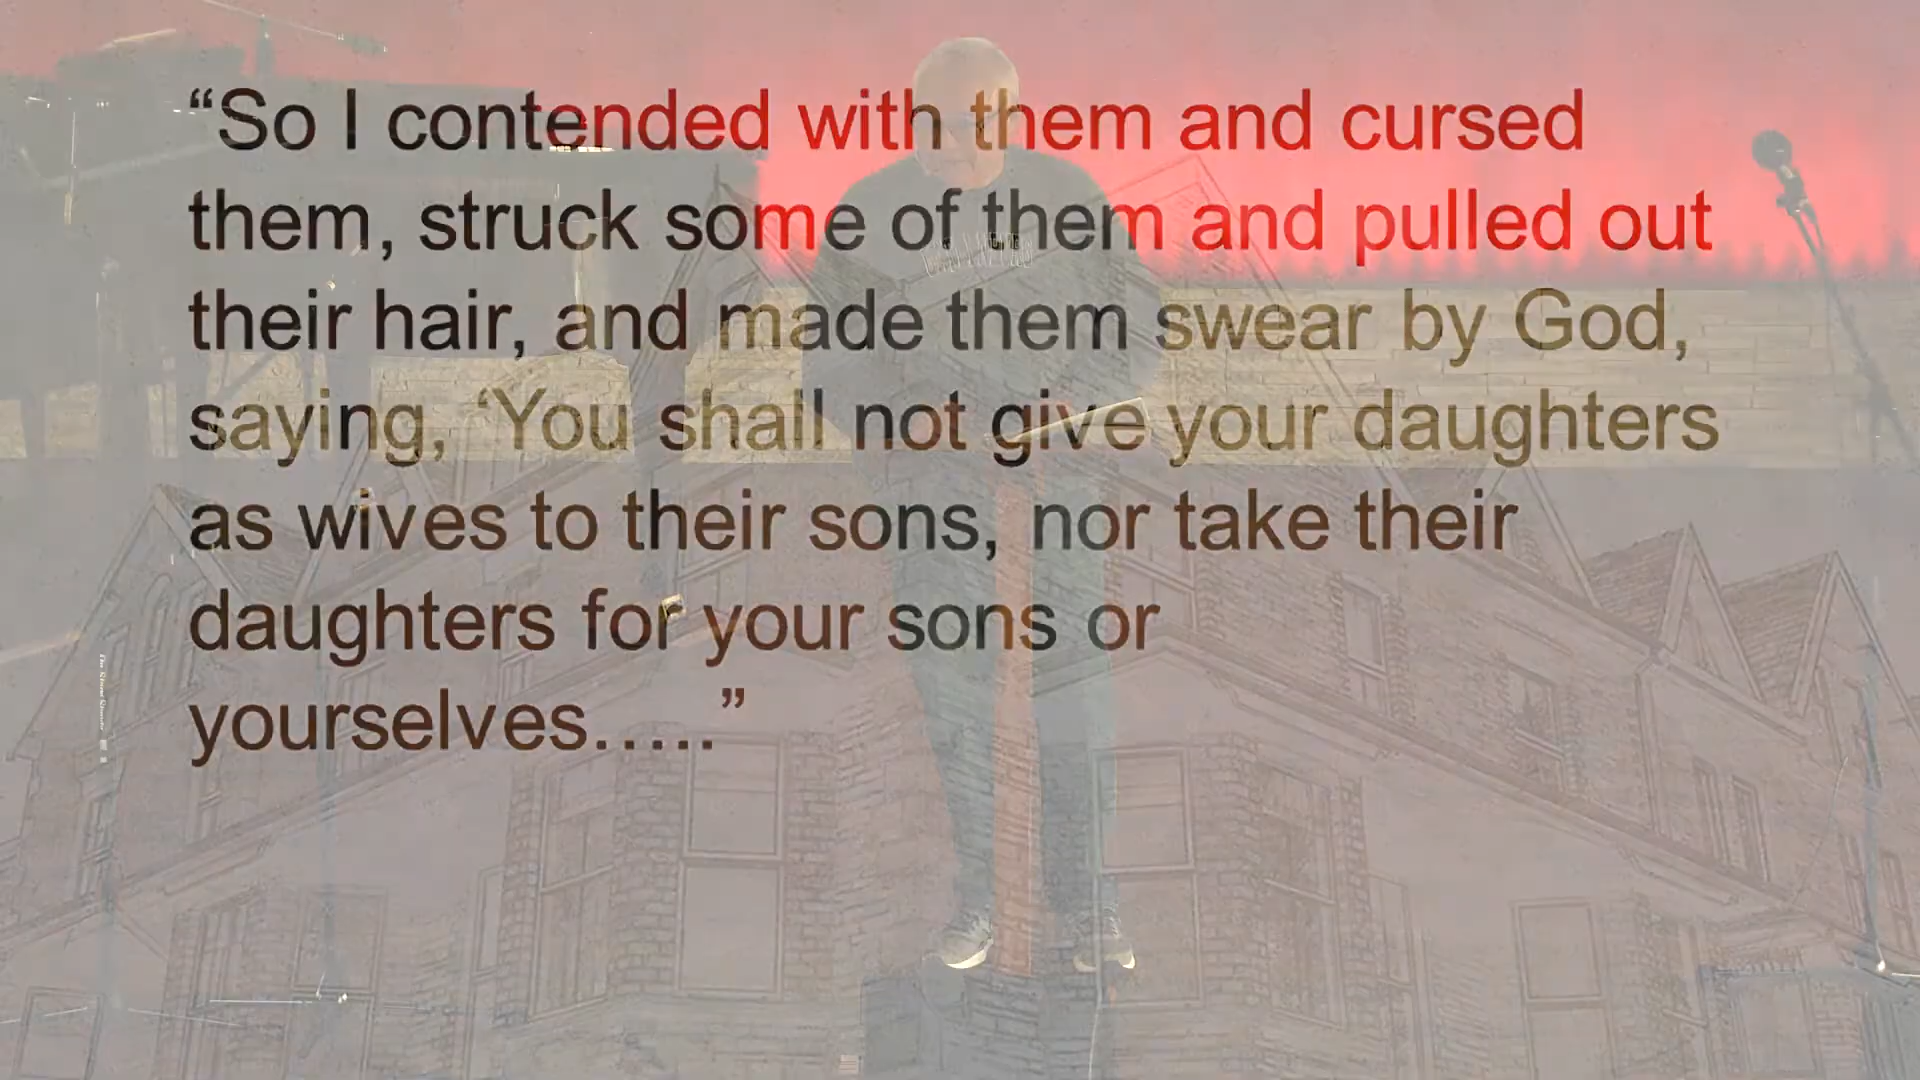 “So I contended with them and cursed
them, struck some of them and pulled out
their hair, and made them swear by God,
saying, ‘You shall not give your daughters
as wives to their sons, nor take their
daughters for your sons or
yourselves…..”